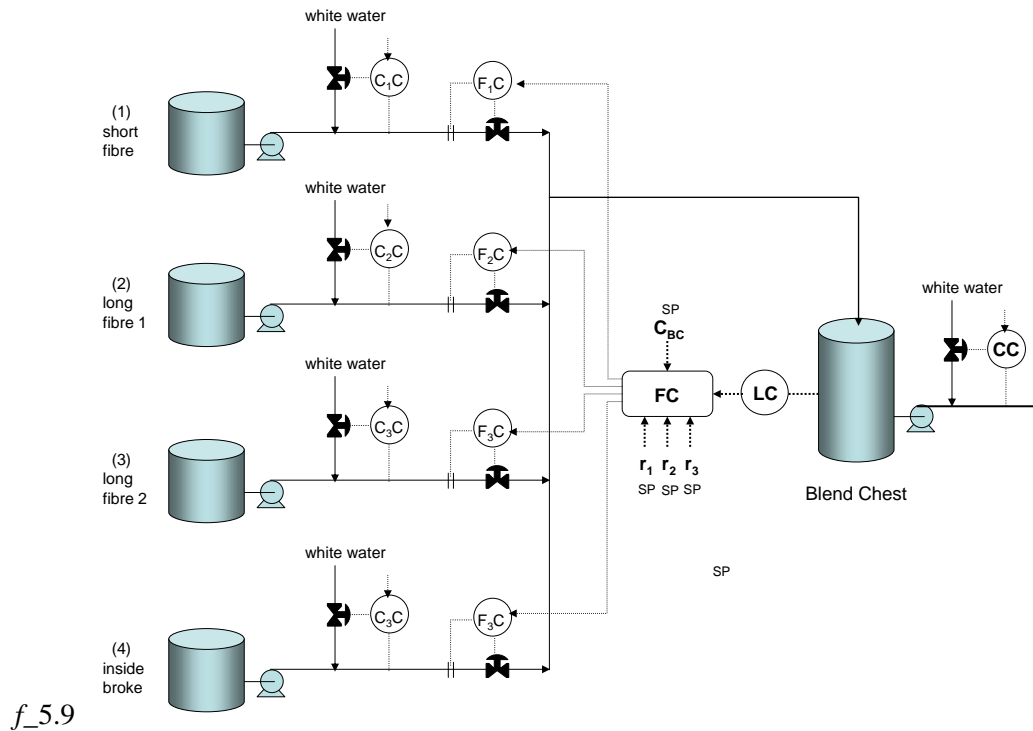 white water
C₁C
F₁C
(1)
short
fibre
white water
C₂C
F₂C
(2)
long
fibre 1
white water
C₃C
F₃C
(3)
long
fibre 2
white water
C₃C
F₃C
(4)
inside
broke
SP
C_BC
FC
LC
r₁ r₂ r₃
SP SP SP
white water
CC
Blend Chest
SP
f_5.9